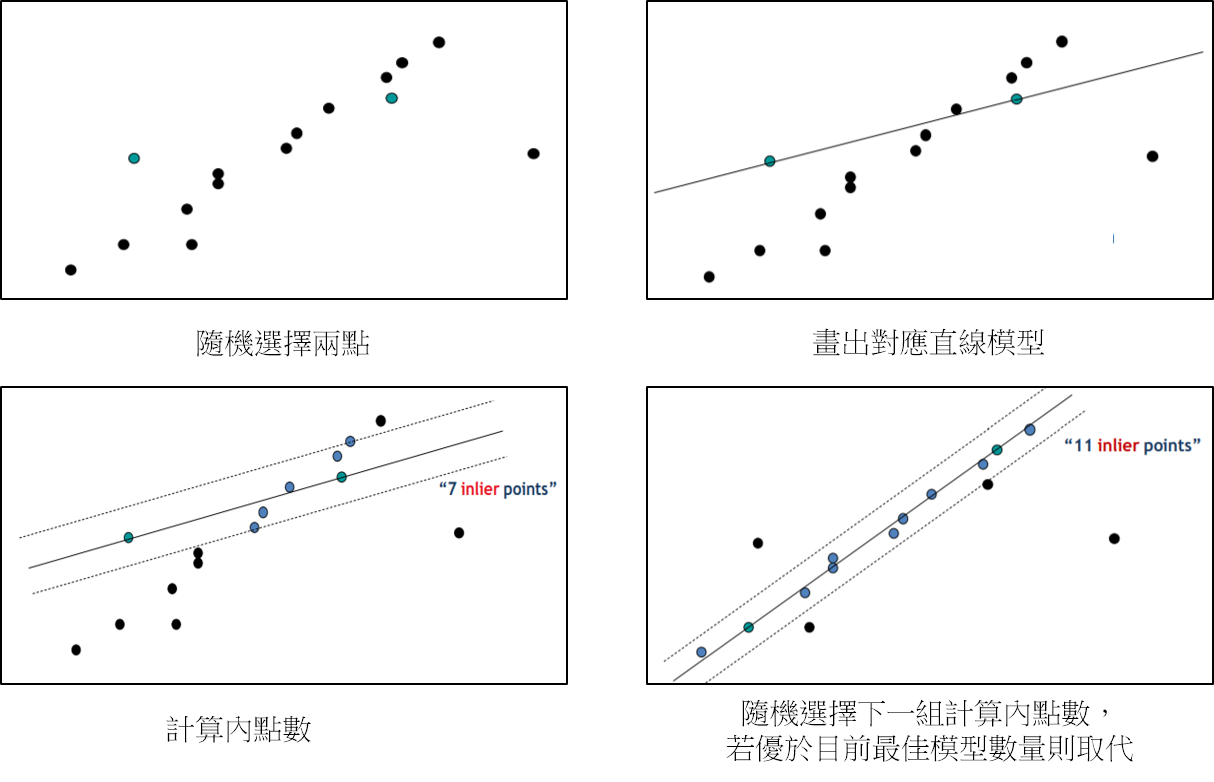 隨機選擇兩點
畫出對應直線模型
“7 inlier points”
“11 inlier points”
計算內點數
隨機選擇下一組計算內點數，
若優於目前最佳模型數量則取代